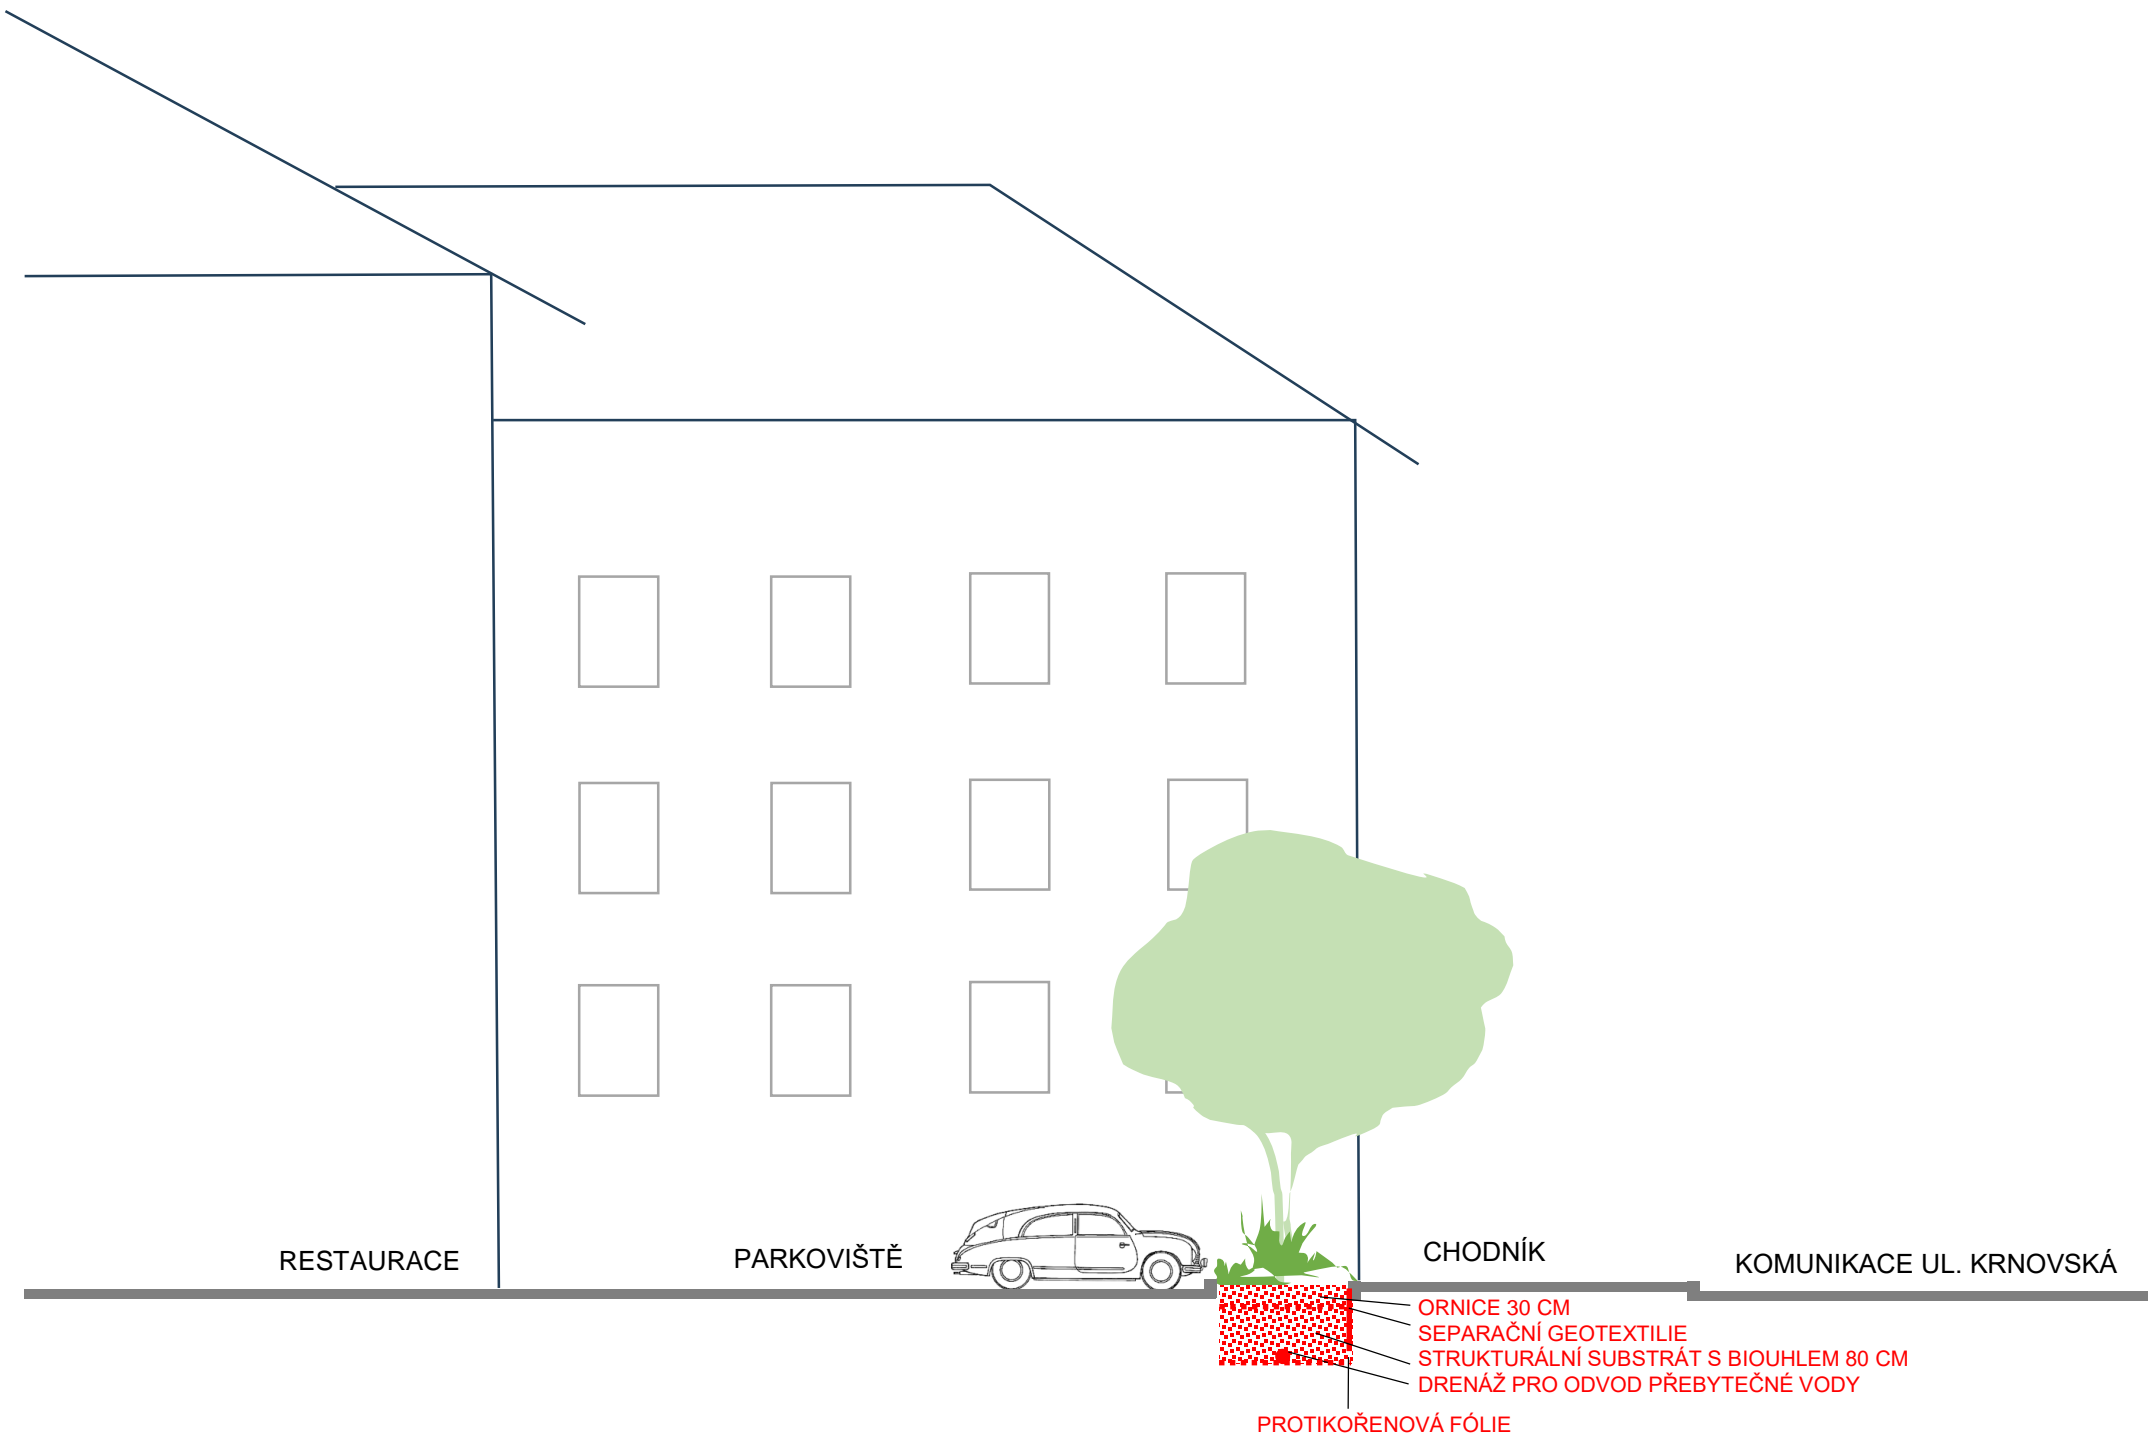 RESTAURACE
PARKOVIŠTĚ
CHODNÍK
KOMUNIKACE UL. KRNOVSKÁ
ORNICE 30 CM
SEPARAČNÍ GEOTEXTILIE
STRUKTURÁLNÍ SUBSTRÁT S BIOUHLEM 80 CM
DRENÁŽ PRO ODVOD PŘEBYTEČNÉ VODY
PROTIKOŘENOVÁ FÓLIE